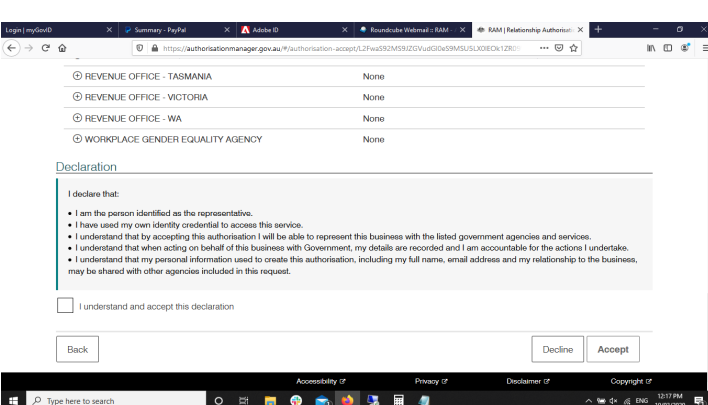 Login | myGovID
Summary - PayPal
Adobe ID
Roundcube Webmail :: RAM -
RAM | Relationship Authorisati
https://authorisationmanager.gov.au/#/authorisation-accept/
REVENUE OFFICE - TASMANIA None
REVENUE OFFICE - VICTORIA None
REVENUE OFFICE - WA None
WORKPLACE GENDER EQUALITY AGENCY None
Declaration
I declare that:
• I am the person identified as the representative.
• I have used my own identity credential to access this service.
• I understand that by accepting this authorisation I will be able to represent this business with the listed government agencies and services.
• I understand that when acting on behalf of this business with Government, my details are recorded and I am accountable for the actions I undertake.
• I understand that my personal information used to create this authorisation, including my full name, email address and my relationship to the business,
may be shared with other agencies included in this request.
I understand and accept this declaration
Back
Decline
Accept
Accessibility
Privacy
Disclaimer
Copyright
Type here to search
ENG
12:17 PM